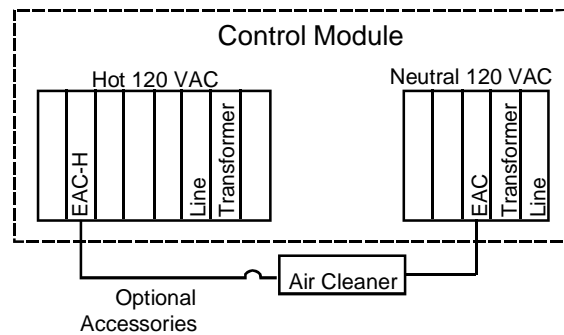 Control Module
Hot 120 VAC
Neutral 120 VAC
EAC-H
Line
Transformer
EAC
Transformer
Line
Air Cleaner
Optional
Accessories